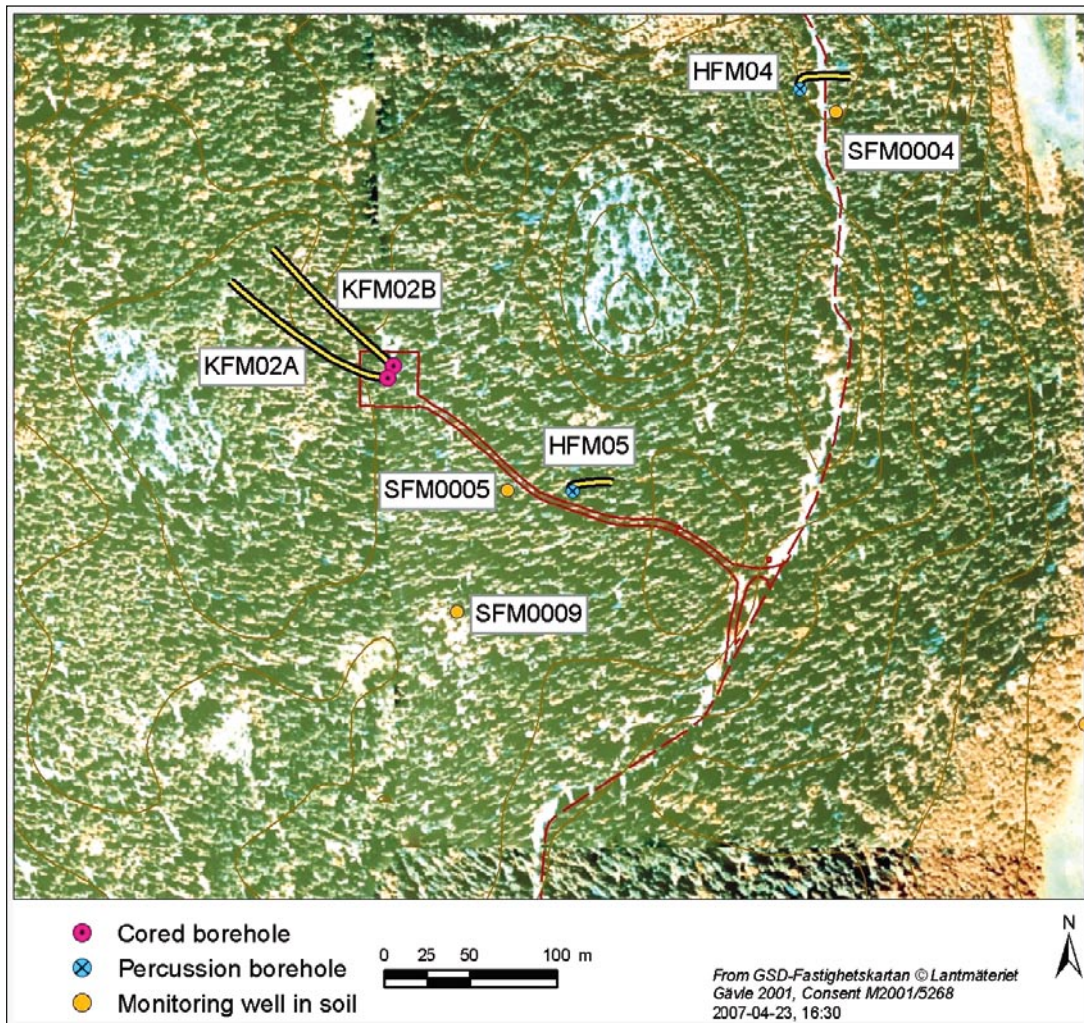 HFM04
SFM0004
KFM02B
KFM02A
HFM05
SFM0005
SFM0009
Cored borehole
Percussion borehole
Monitoring well in soil
0 25 50 100 m
N
From GSD-Fastighetskartan © Lantmäteriet
Gävle 2001, Consent M2001/5268
2007-04-23, 16:30